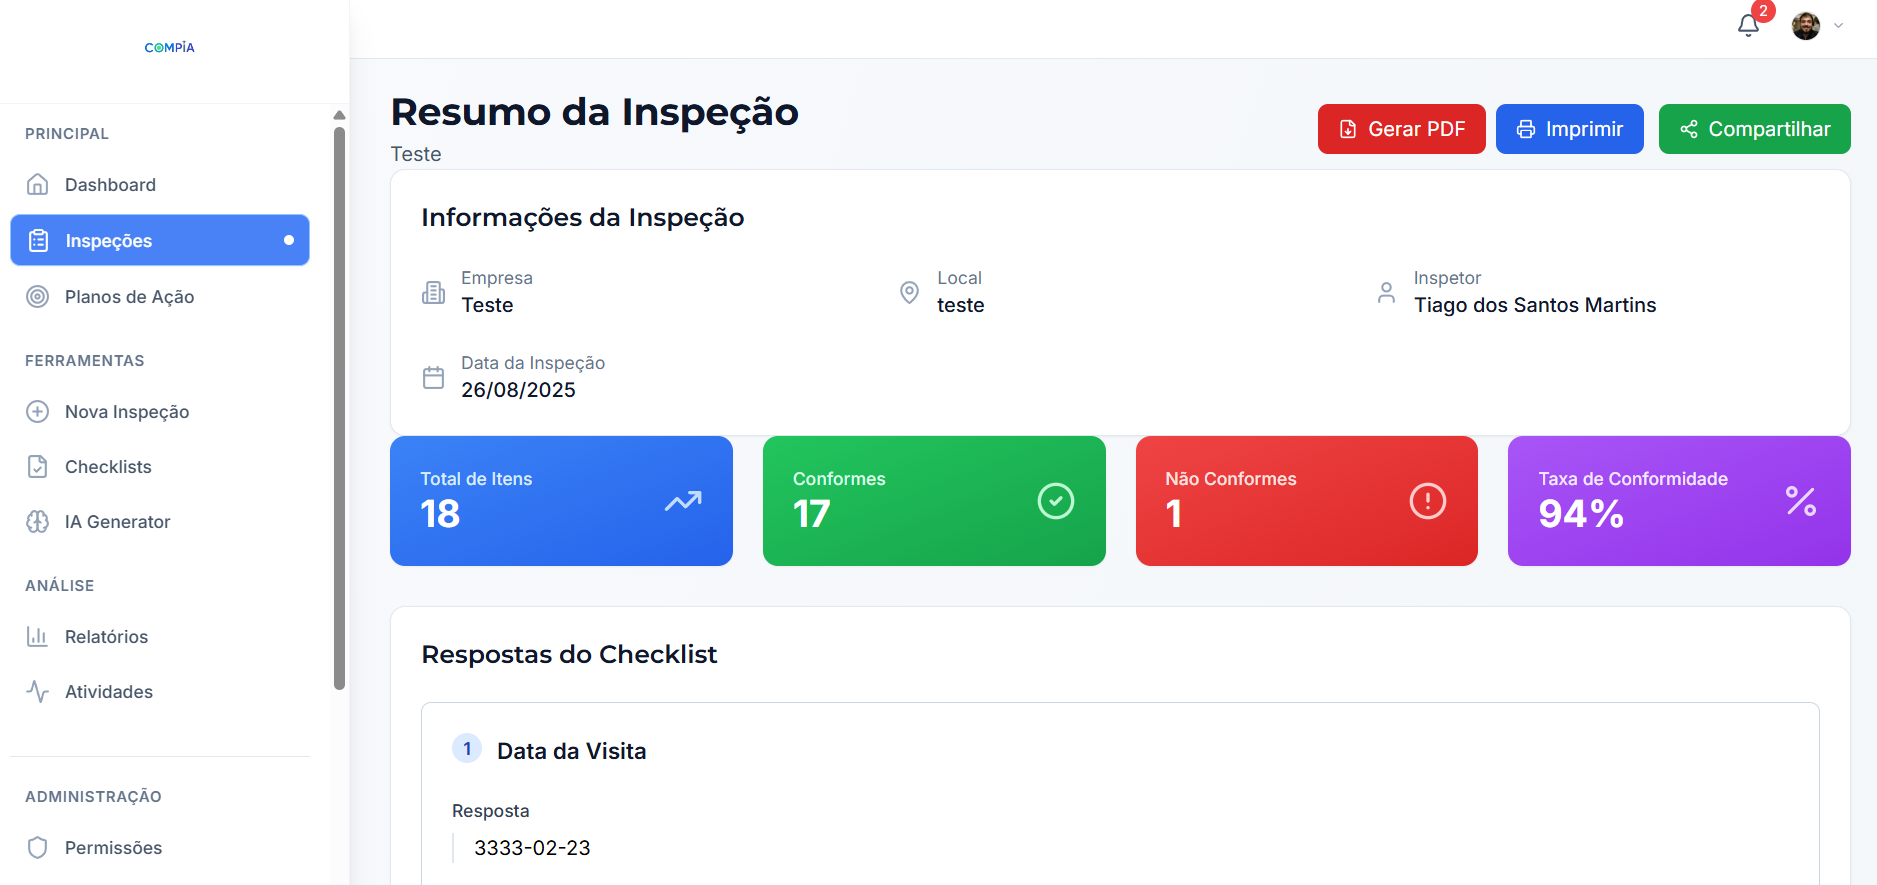 COMPIA
PRINCIPAL
Dashboard
Inspeções
Planos de Ação
FERRAMENTAS
Nova Inspeção
Checklists
IA Generator
ANÁLISE
Relatórios
Atividades
ADMINISTRAÇÃO
Permissões
2
Resumo da Inspeção
Teste
Gerar PDF
Imprimir
Compartilhar
Informações da Inspeção
Empresa
Teste
Local
teste
Inspetor
Tiago dos Santos Martins
Data da Inspeção
26/08/2025
Total de Itens
18
Conformes
17
Não Conformes
1
Taxa de Conformidade
94%
Respostas do Checklist
1 Data da Visita
Resposta
3333-02-23